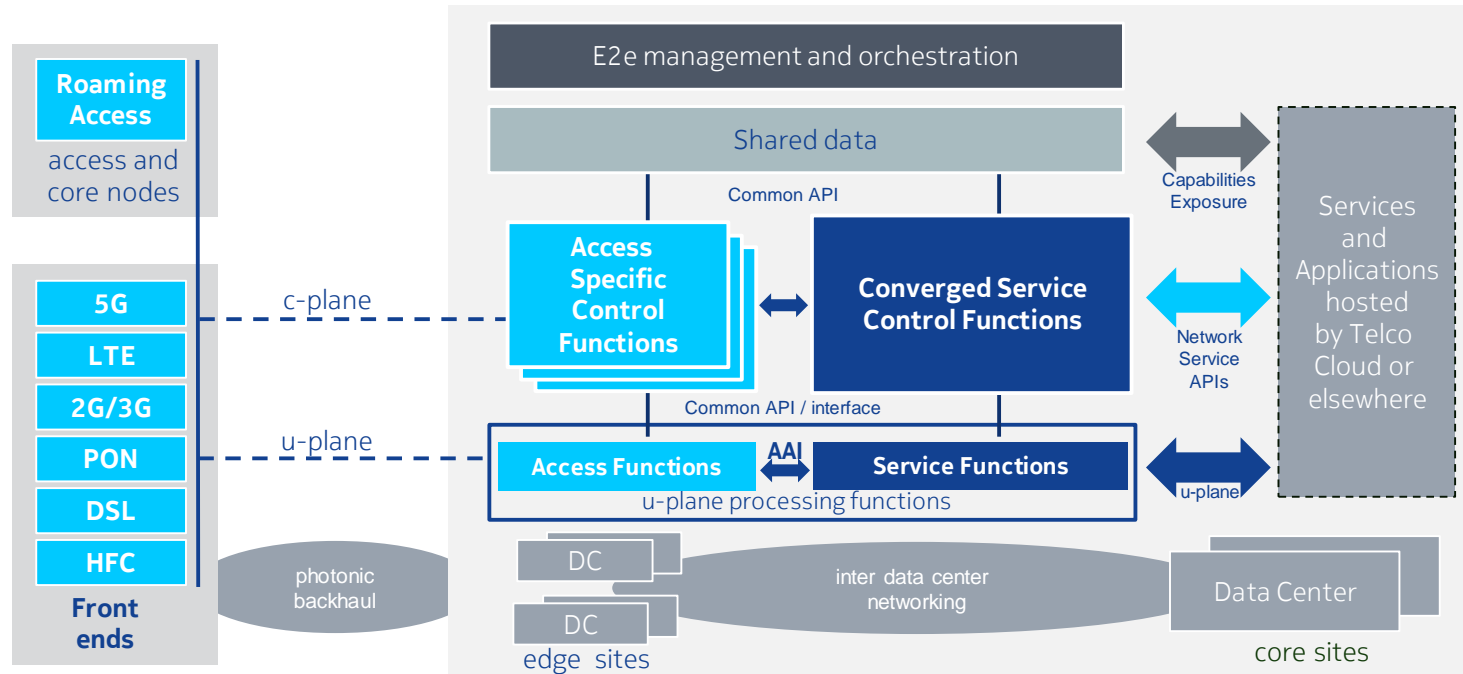 E2e management and orchestration
Shared data
Roaming
Access
access and
core nodes
Common API
Capabilities
Exposure
Access
Specific
Control
Functions
Converged Service
Control Functions
Services
and
Applications
hosted
by Telco
Cloud or
elsewhere
5G
LTE
2G/3G
PON
DSL
HFC
Front
ends
c-plane
u-plane
Network
Service
APIs
Common API / interface
Access Functions
AAI
Service Functions
u-plane processing functions
u-plane
photonic
backhaul
DC
DC
edge sites
inter data center
networking
Data Center
core sites